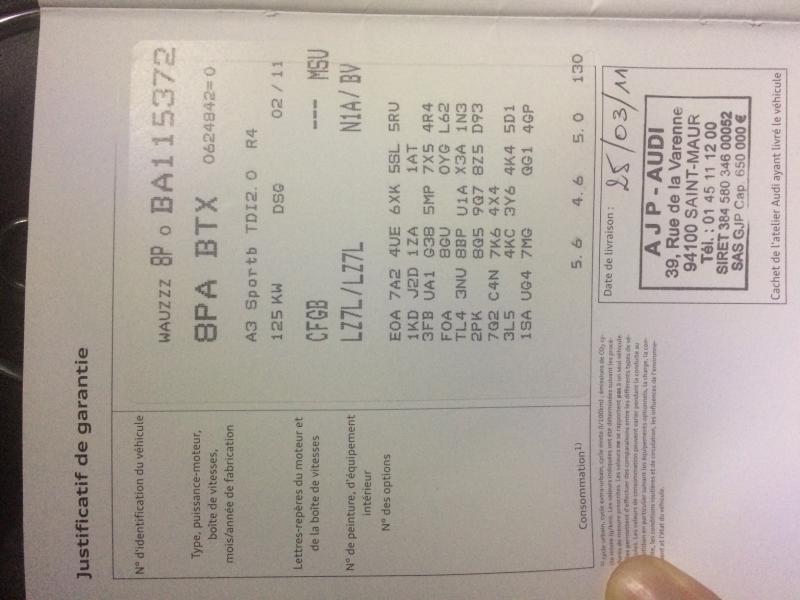 Justificatif de garantie
N° d'identification du véhicule
WAUZZZ 8P 0 BA115372
Type, puissance-moteur,
boîte de vitesses,
mois/année de fabrication
8PA BTX 0624842=0
A3 Sportb TDI2.0 R4
125 KW DSG 02 / 11
Lettres-repères du moteur et
de la boîte de vitesses
CFGB --- MSU
N° de peinture, d'équipement
intérieur
LZ7L/LZ7L N1A/ BV
N° des options
E0A 7A2 4UE 6XK 5SL 5RU
1KD J2D 1ZA 1AT
3FB UA1 G38 5MP 7X5 4R4
F0A 8GU 0YG L62
TL4 3NU 8BP U1A X3A 1N3
2PK 8Q5 9Q7 8Z5 D93
7Q2 C4N 7K6 4X4
3L5 4KC 3Y6 4K4 5D1
1SA UG4 7MG QG1 4GP
Consommation1)
5. 6 4. 6 5. 0 130
Date de livraison :
25/03/11
AJP - AUDI
39, Rue de la Varenne
94100 SAINT-MAUR
Tél. : 01 45 11 12 00
SIRET 384 580 346 00052
SAS GJP Cap. 650 000 €
Cachet de l'atelier Audi ayant livré le véhicule